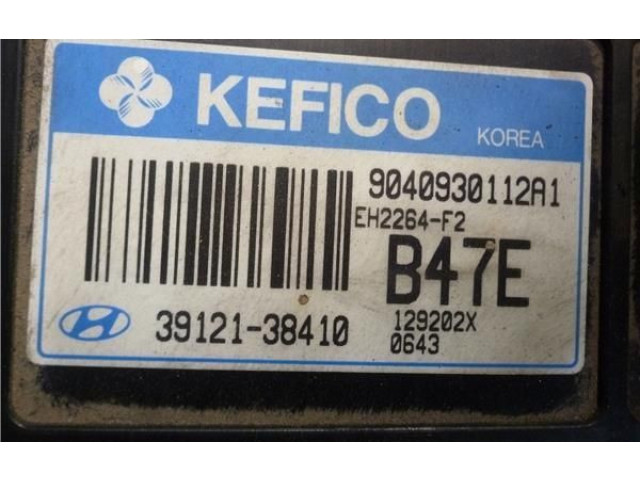 KEFICO KOREA
9040930112A1
EH2264-F2
B47E
39121-38410
129202X
0643